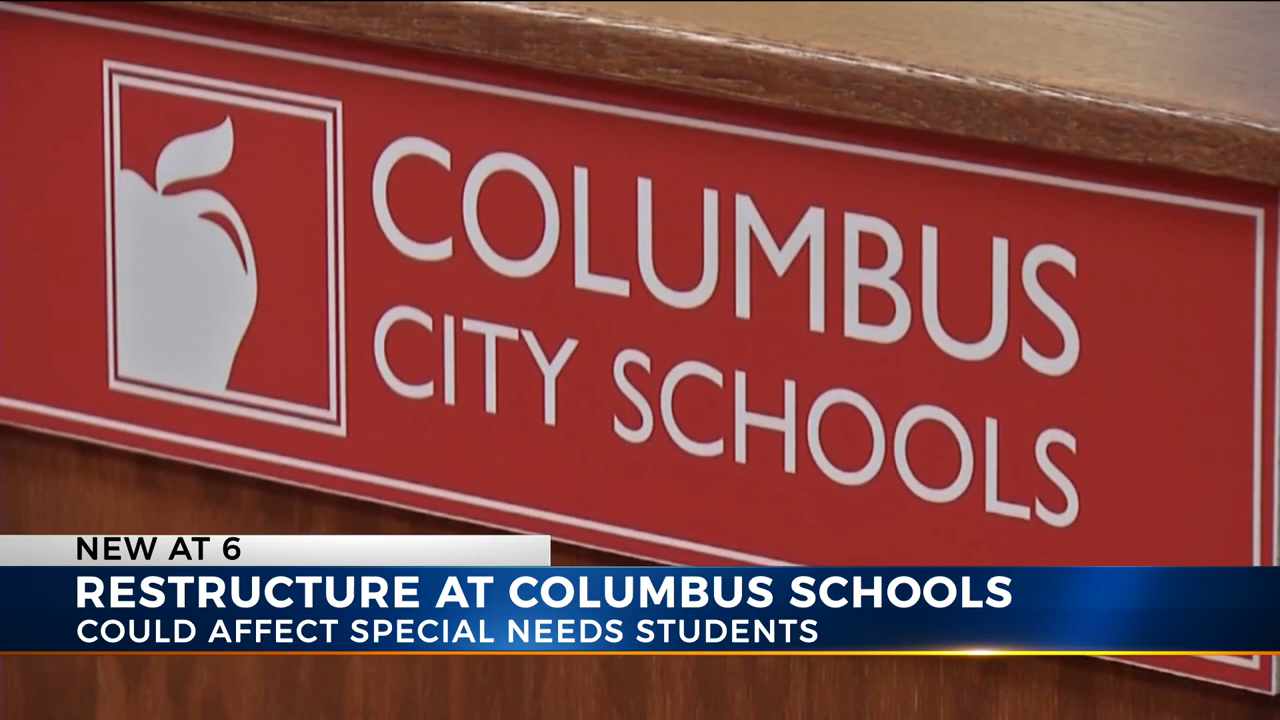 COLUMBUS
CITY SCHOOLS
NEW AT 6
RESTRUCTURE AT COLUMBUS SCHOOLS
COULD AFFECT SPECIAL NEEDS STUDENTS